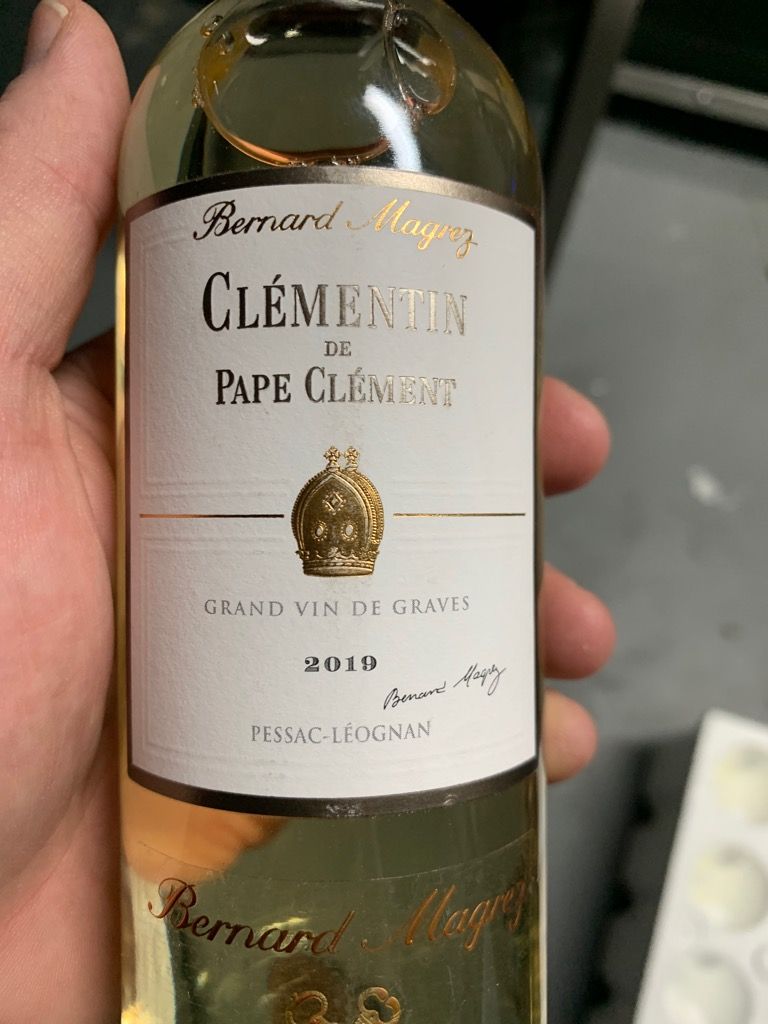 Bernard Magrez
CLÉMENTIN
DE
PAPE CLÉMENT
GRAND VIN DE GRAVES
2019
Bernard Magrez
PESSAC-LÉOGNAN
Bernard Magrez